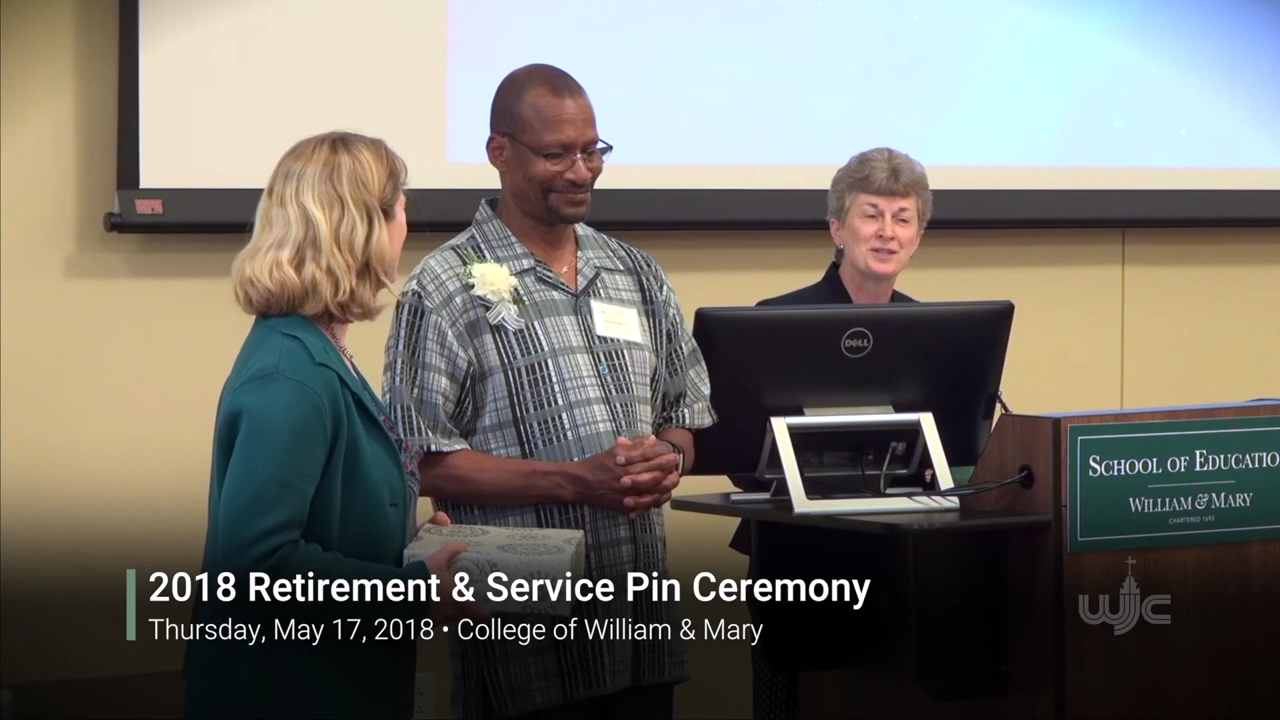 DELL
SCHOOL OF EDUCATIO
WILLIAM & MARY
CHARTERED 1693
2018 Retirement & Service Pin Ceremony
Thursday, May 17, 2018 • College of William & Mary
WJC